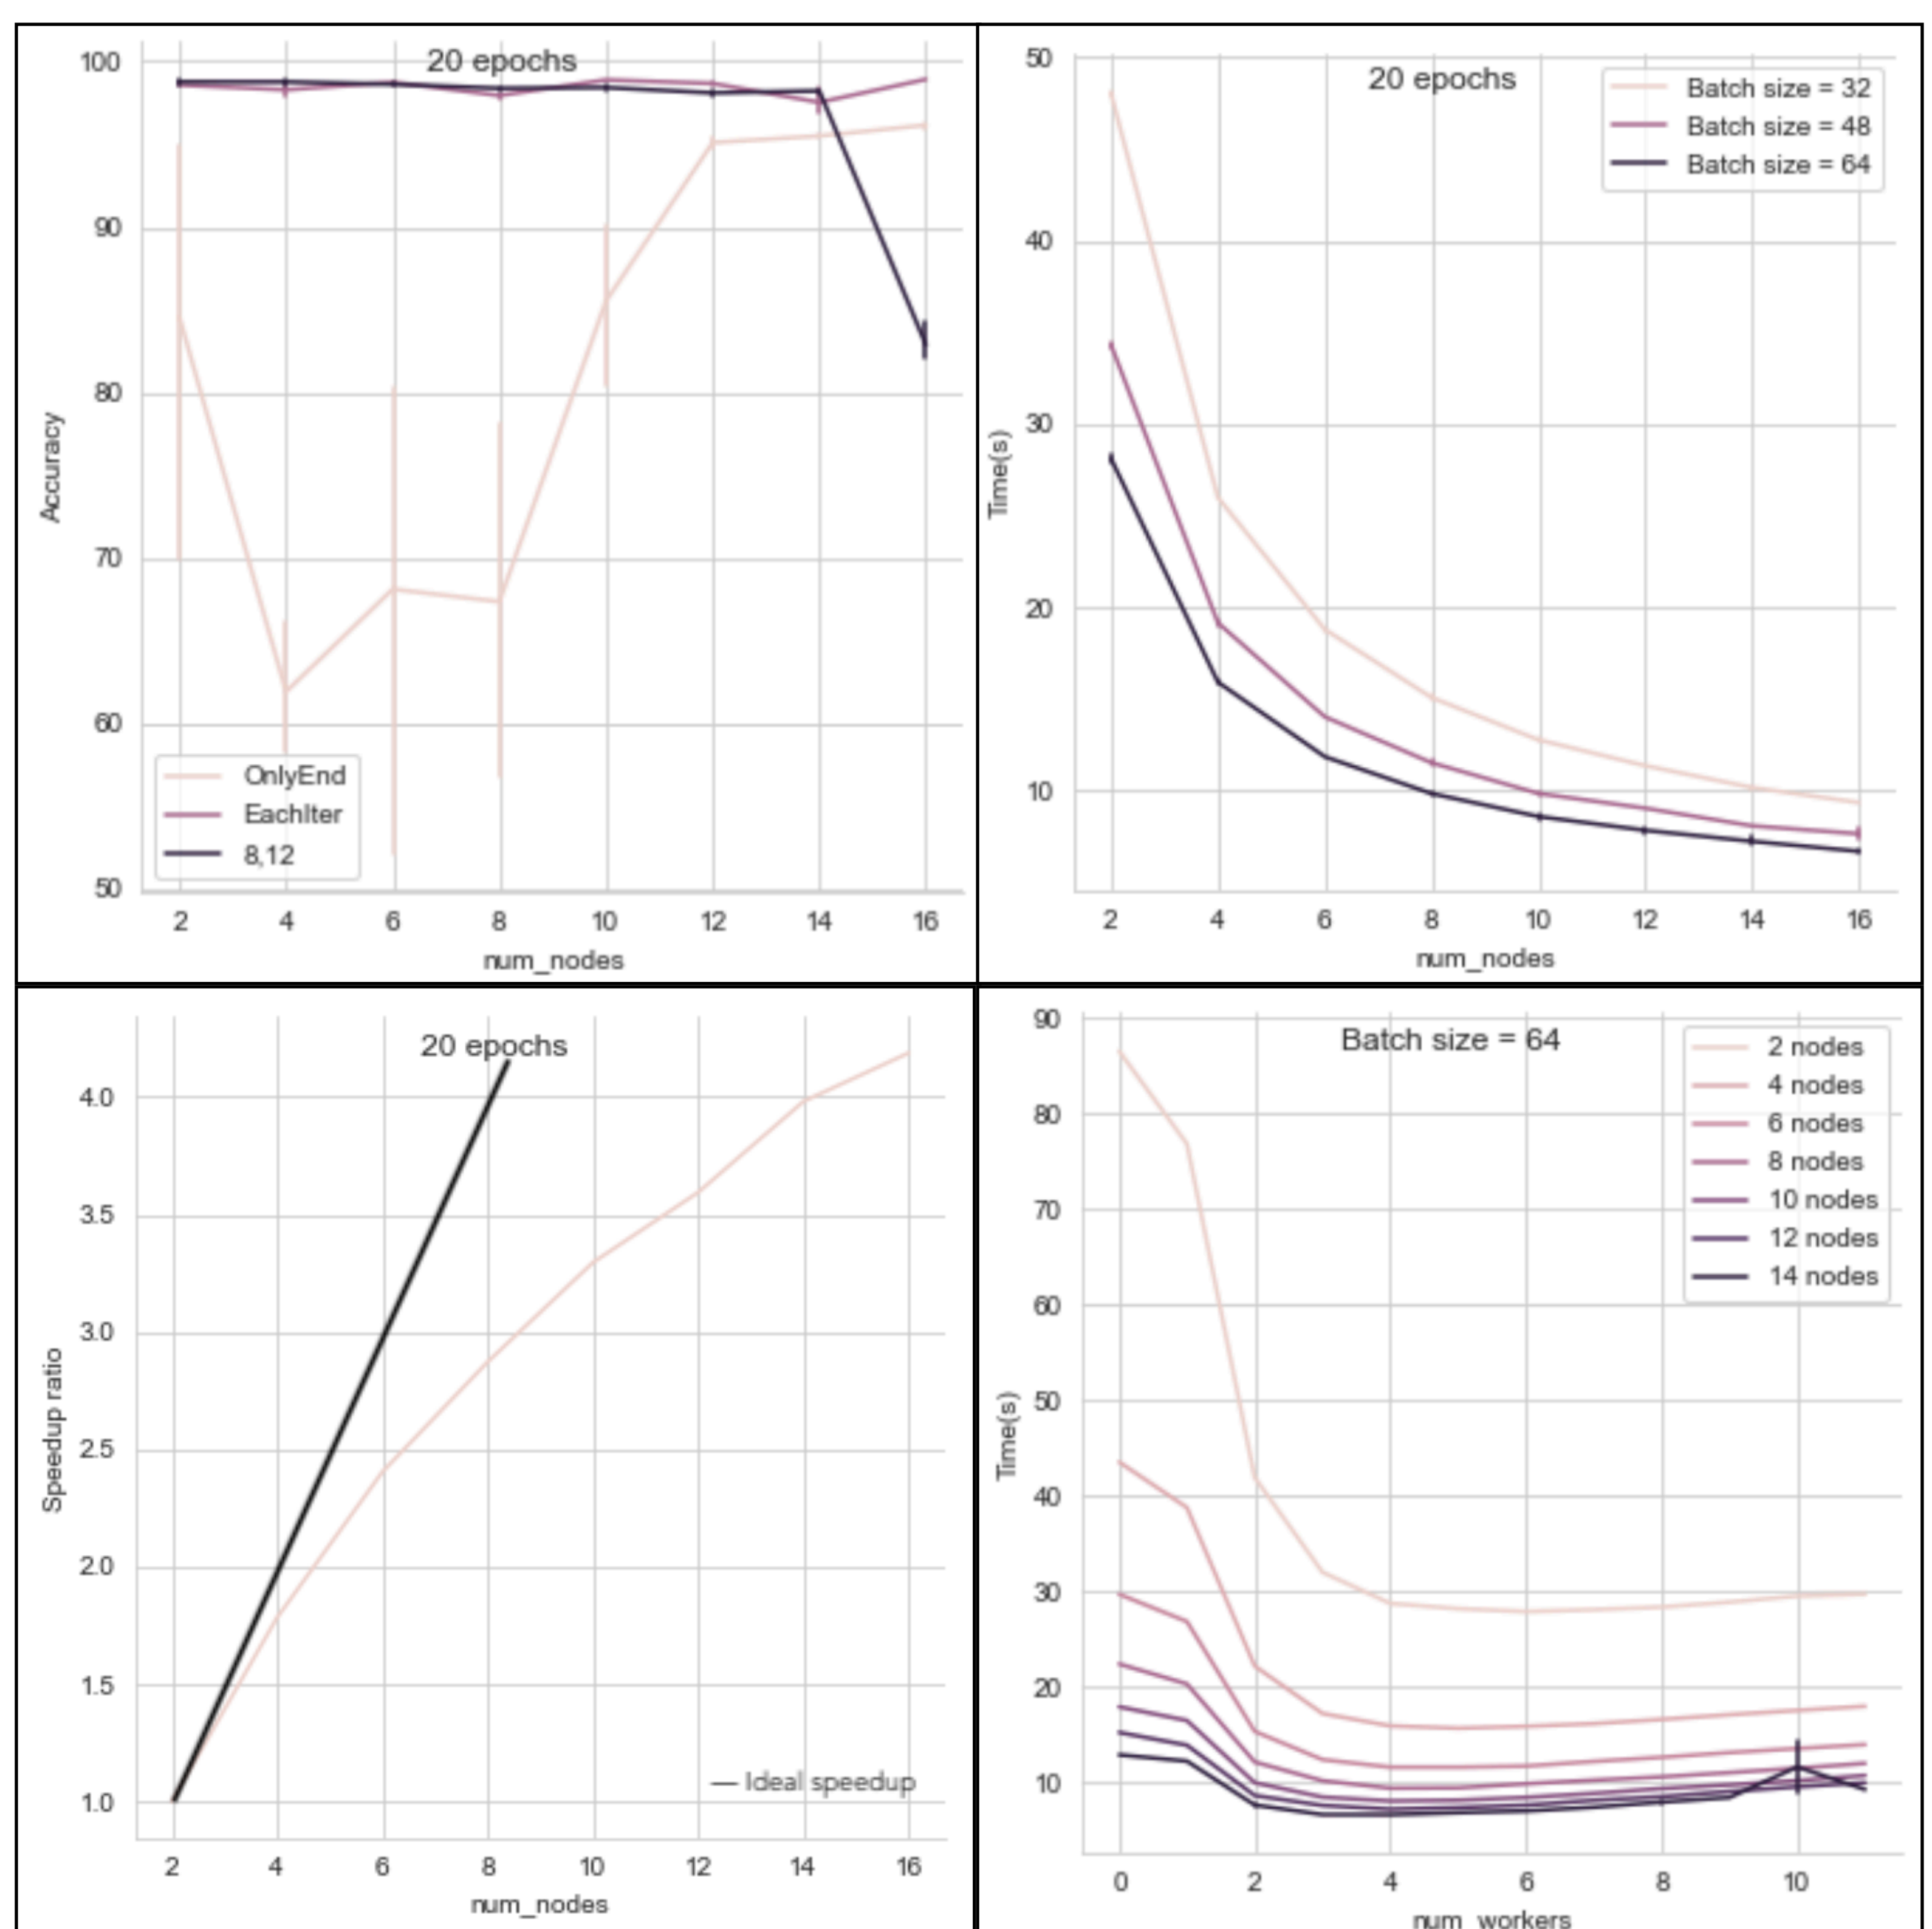 20 epochs
100
90
80
70
60
50
Accuracy
OnlyEnd
EachIter
8,12
2 4 6 8 10 12 14 16
num_nodes
20 epochs
Batch size = 32
Batch size = 48
Batch size = 64
50
40
30
20
10
Time(s)
2 4 6 8 10 12 14 16
num_nodes
20 epochs
4.0
3.5
3.0
2.5
2.0
1.5
1.0
Speedup ratio
Ideal speedup
2 4 6 8 10 12 14 16
num_nodes
Batch size = 64
2 nodes
4 nodes
6 nodes
8 nodes
10 nodes
12 nodes
14 nodes
90
80
70
60
50
40
30
20
10
Time(s)
0 2 4 6 8 10
num_workers